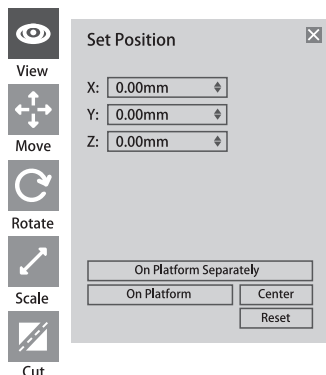 View
Move
Rotate
Scale
Cut
Set Position
X: 0.00mm
Y: 0.00mm
Z: 0.00mm
On Platform Separately
On Platform Center
Reset